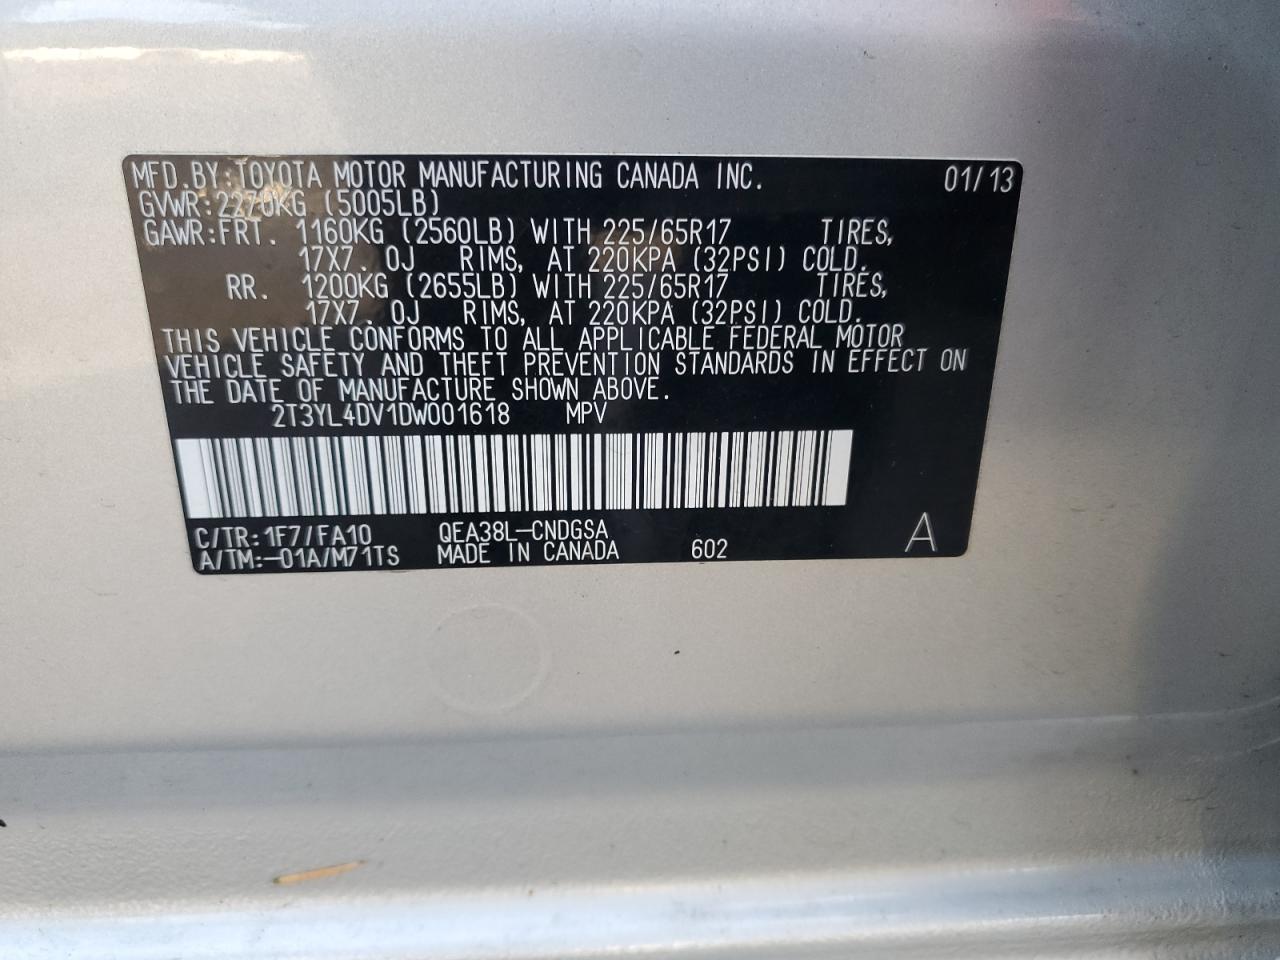 MFD.BY:TOYOTA MOTOR MANUFACTURING CANADA INC. 01/13
GVWR:2270KG (5005LB)
GAWR:FRT. 1160KG (2560LB) WITH 225/65R17 TIRES,
17X7.0J RIMS, AT 220KPA (32PSI) COLD.
RR. 1200KG (2655LB) WITH 225/65R17 TIRES,
17X7.0J RIMS, AT 220KPA (32PSI) COLD.
THIS VEHICLE CONFORMS TO ALL APPLICABLE FEDERAL MOTOR
VEHICLE SAFETY AND THEFT PREVENTION STANDARDS IN EFFECT ON
THE DATE OF MANUFACTURE SHOWN ABOVE.
2T3YL4DV1DW001618 MPV
C/TR:1F7/FA10 QEA38L-CNDGSA
A/TM:-01A/M71TS MADE IN CANADA 602 A